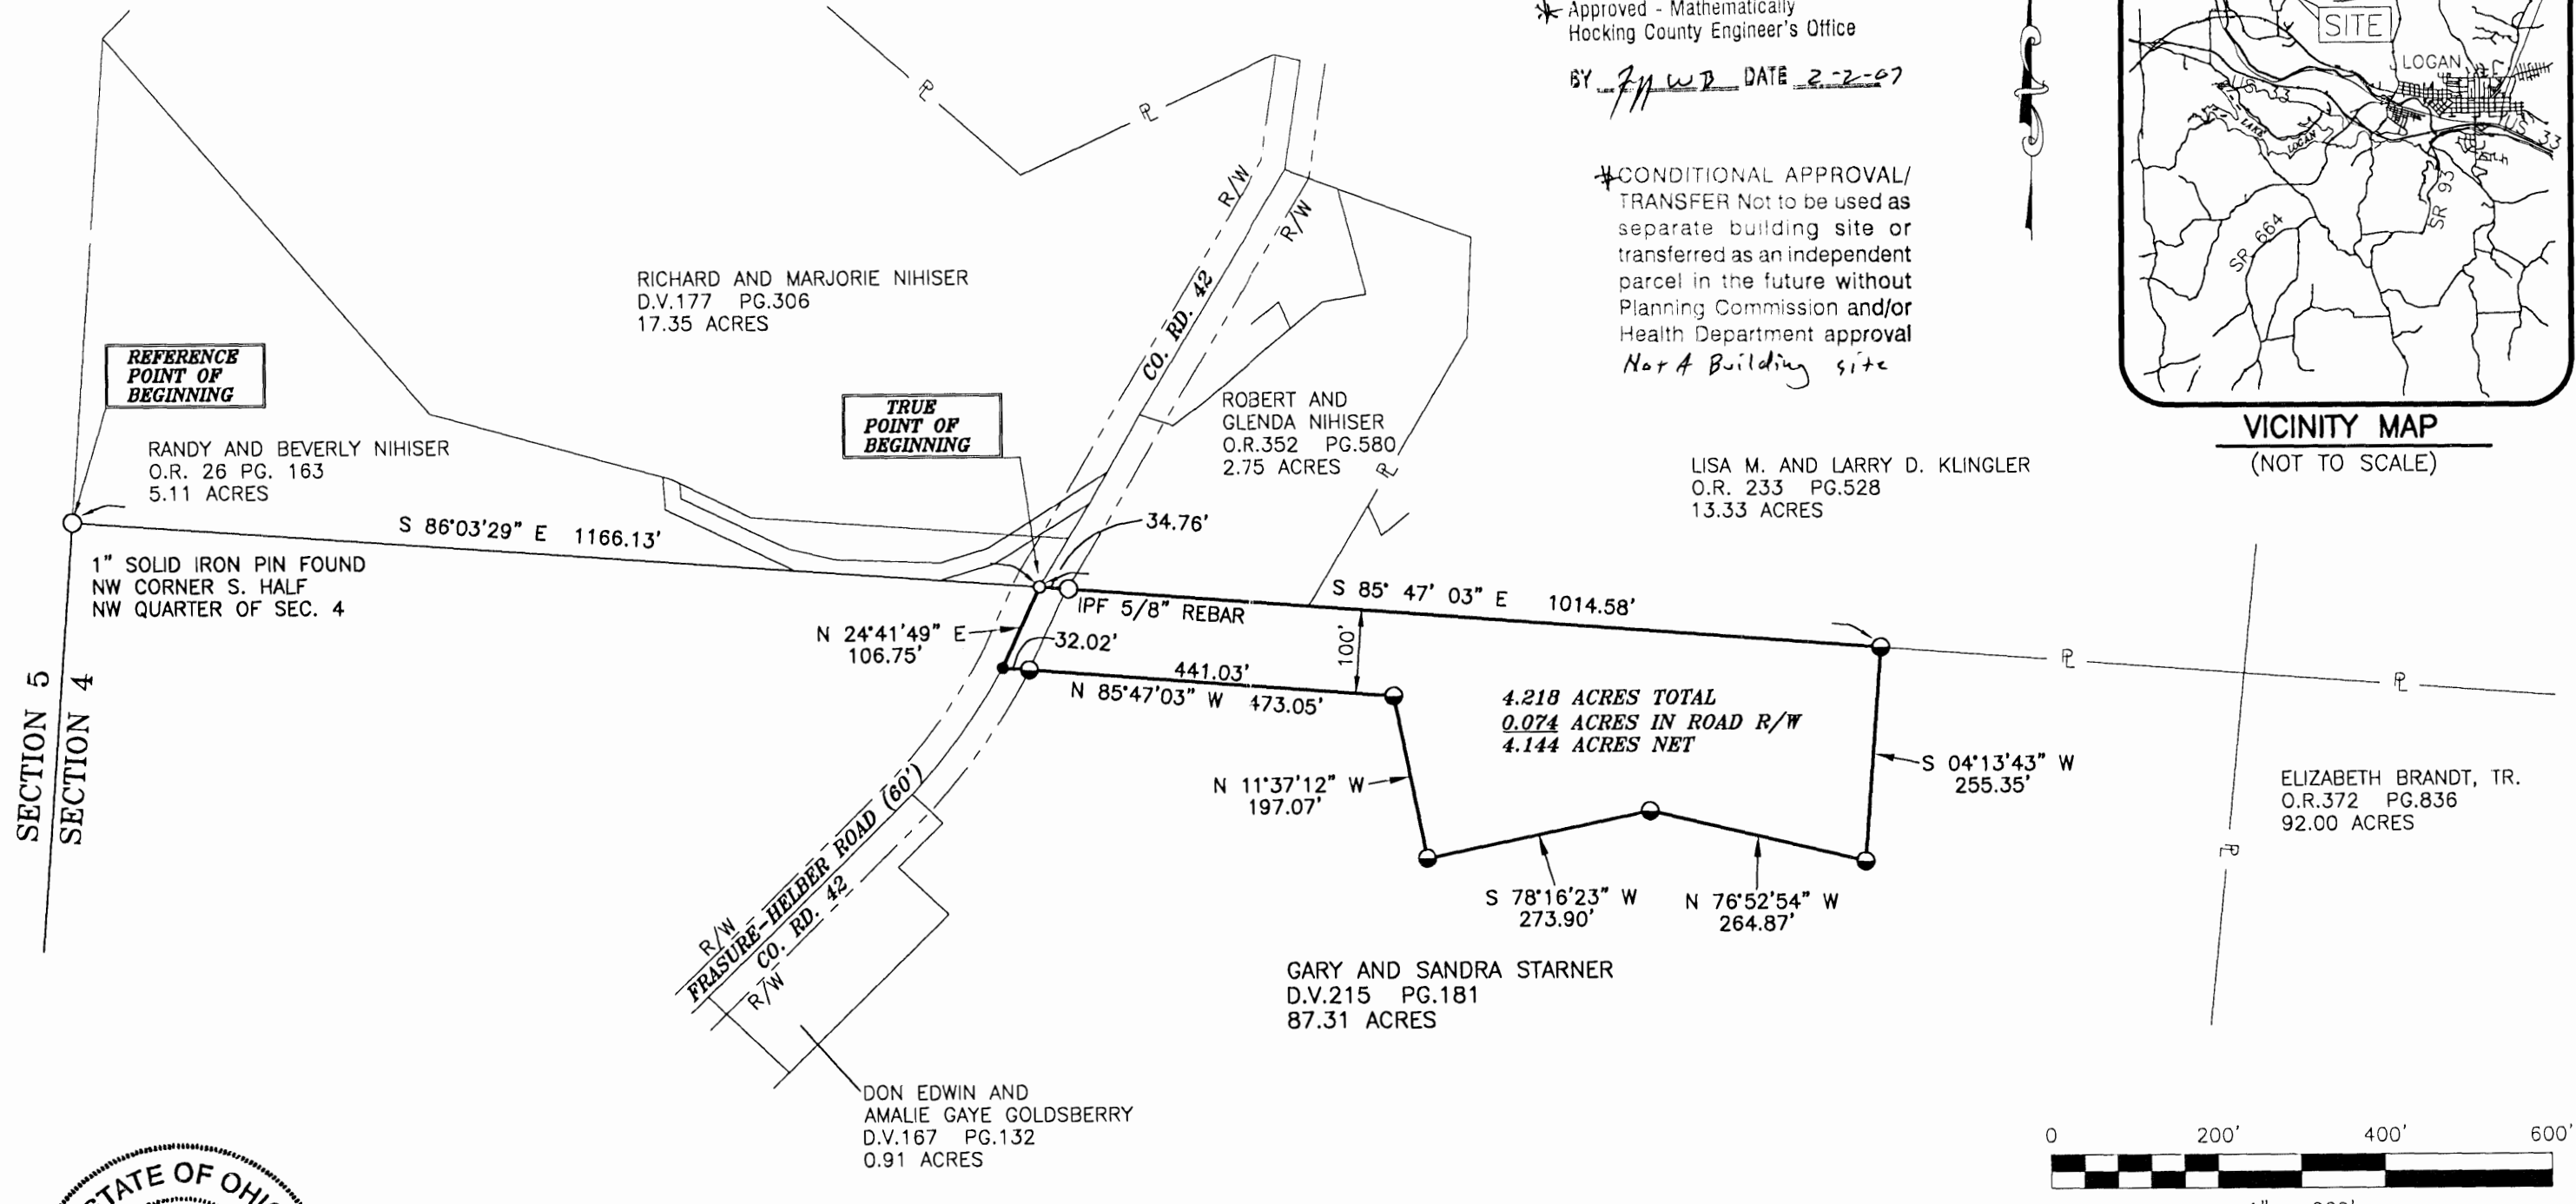 Approved - Mathematically
Hocking County Engineer's Office
BY DATE 2-2-07
CONDITIONAL APPROVAL/
TRANSFER Not to be used as
separate building site or
transferred as an independent
parcel in the future without
Planning Commission and/or
Health Department approval
Not A Building site
SITE
LOGAN
US 33
LAKE LOGAN
US 33
SR 93
SR 664
VICINITY MAP
(NOT TO SCALE)
RICHARD AND MARJORIE NIHISER
D.V.177 PG.306
17.35 ACRES
R/W
R/W
CO. RD. 42
REFERENCE
POINT OF
BEGINNING
TRUE
POINT OF
BEGINNING
RANDY AND BEVERLY NIHISER
O.R. 26 PG. 163
5.11 ACRES
ROBERT AND
GLENDA NIHISER
O.R.352 PG.580
2.75 ACRES
LISA M. AND LARRY D. KLINGLER
O.R. 233 PG.528
13.33 ACRES
S 86°03'29" E 1166.13'
34.76'
1" SOLID IRON PIN FOUND
NW CORNER S. HALF
NW QUARTER OF SEC. 4
IPF 5/8" REBAR
S 85° 47' 03" E 1014.58'
N 24°41'49" E
106.75'
32.02'
100'
441.03'
N 85°47'03" W 473.05'
4.218 ACRES TOTAL
0.074 ACRES IN ROAD R/W
4.144 ACRES NET
SECTION 5
SECTION 4
N 11°37'12" W
197.07'
S 04°13'43" W
255.35'
ELIZABETH BRANDT, TR.
O.R.372 PG.836
92.00 ACRES
S 78°16'23" W
273.90'
N 76°52'54" W
264.87'
R/W
FRASURE-HELBER ROAD (60')
CO. RD. 42
R/W
GARY AND SANDRA STARNER
D.V.215 PG.181
87.31 ACRES
DON EDWIN AND
AMALIE GAYE GOLDSBERRY
D.V.167 PG.132
0.91 ACRES
0 200' 400' 600'
STATE OF OHIO